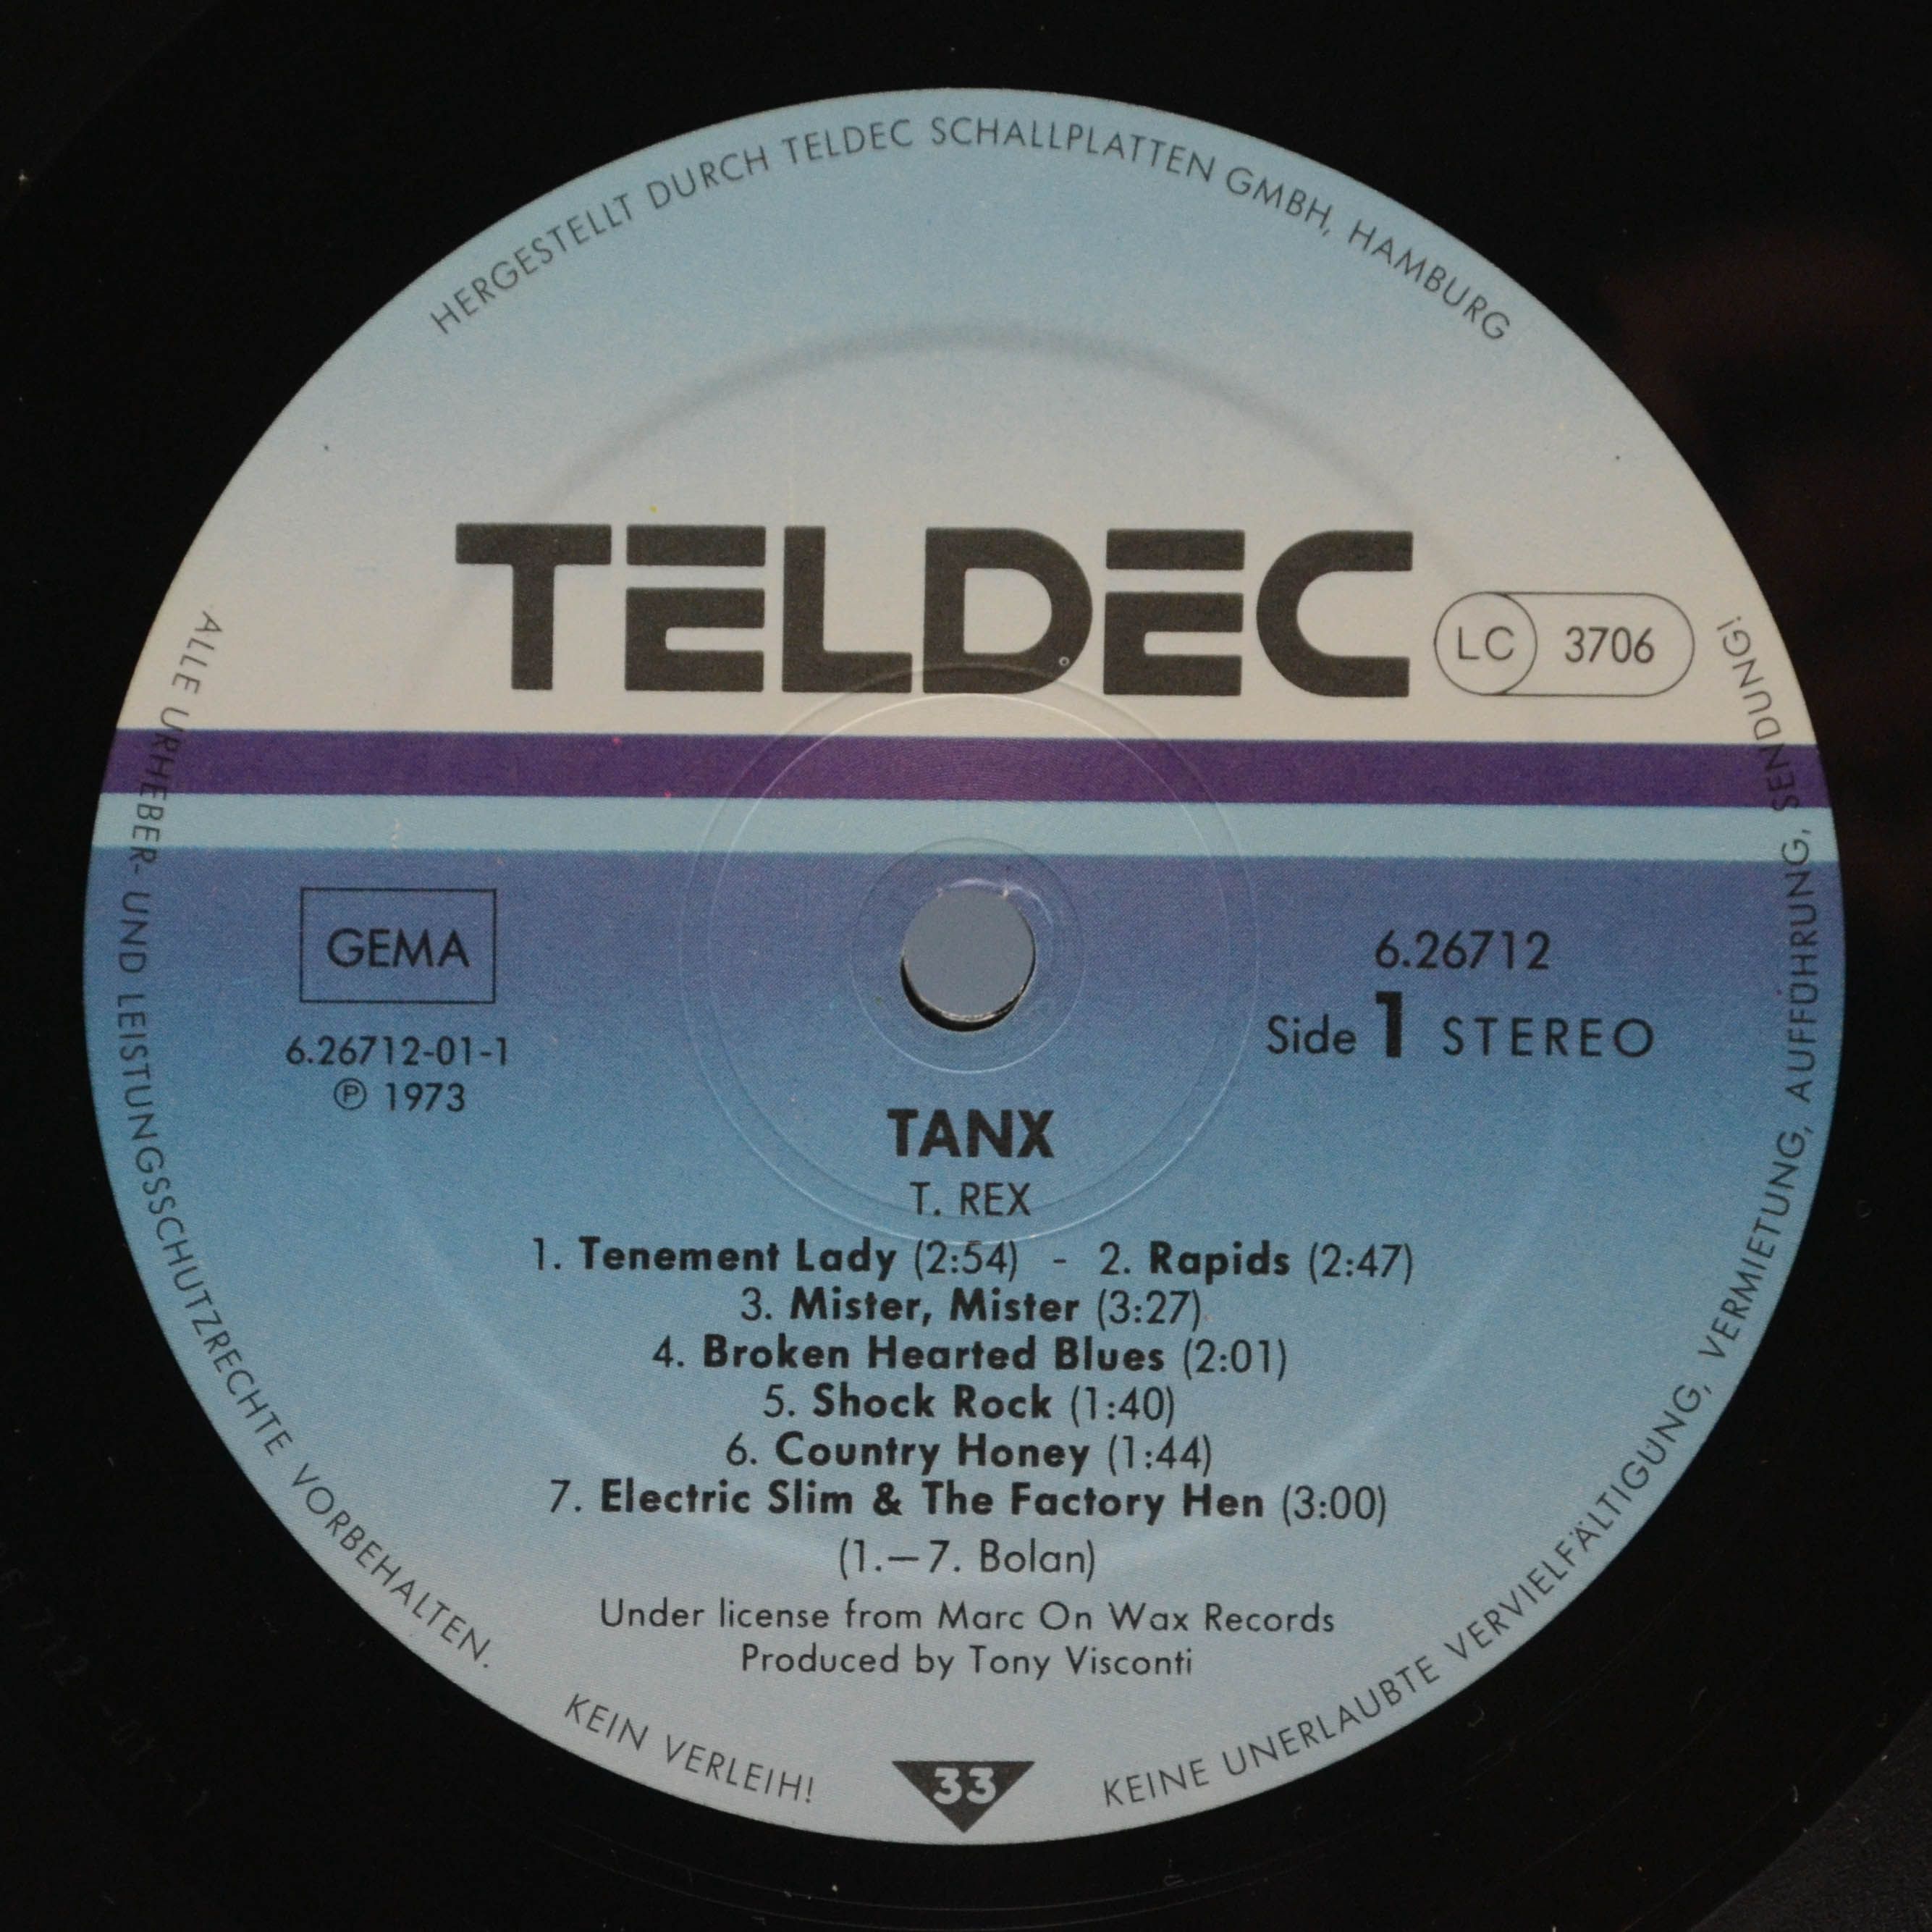 HERGESTELLT DURCH TELDEC SCHALLPLATTEN GMBH, HAMBURG
TELDEC
LC 3706
GEMA
6.26712-01-1
℗ 1973
6.26712
Side 1 STEREO
TANX
T. REX
1. Tenement Lady (2:54) - 2. Rapids (2:47)
3. Mister, Mister (3:27)
4. Broken Hearted Blues (2:01)
5. Shock Rock (1:40)
6. Country Honey (1:44)
7. Electric Slim & The Factory Hen (3:00)
(1.—7. Bolan)
Under license from Marc On Wax Records
Produced by Tony Visconti
33
ALLE URHEBER- UND LEISTUNGSSCHUTZRECHTE VORBEHALTEN.
KEIN VERLEIH!
KEINE UNERLAUBTE VERVIELFÄLTIGUNG, VERMIETUNG, AUFFÜHRUNG, SENDUNG!